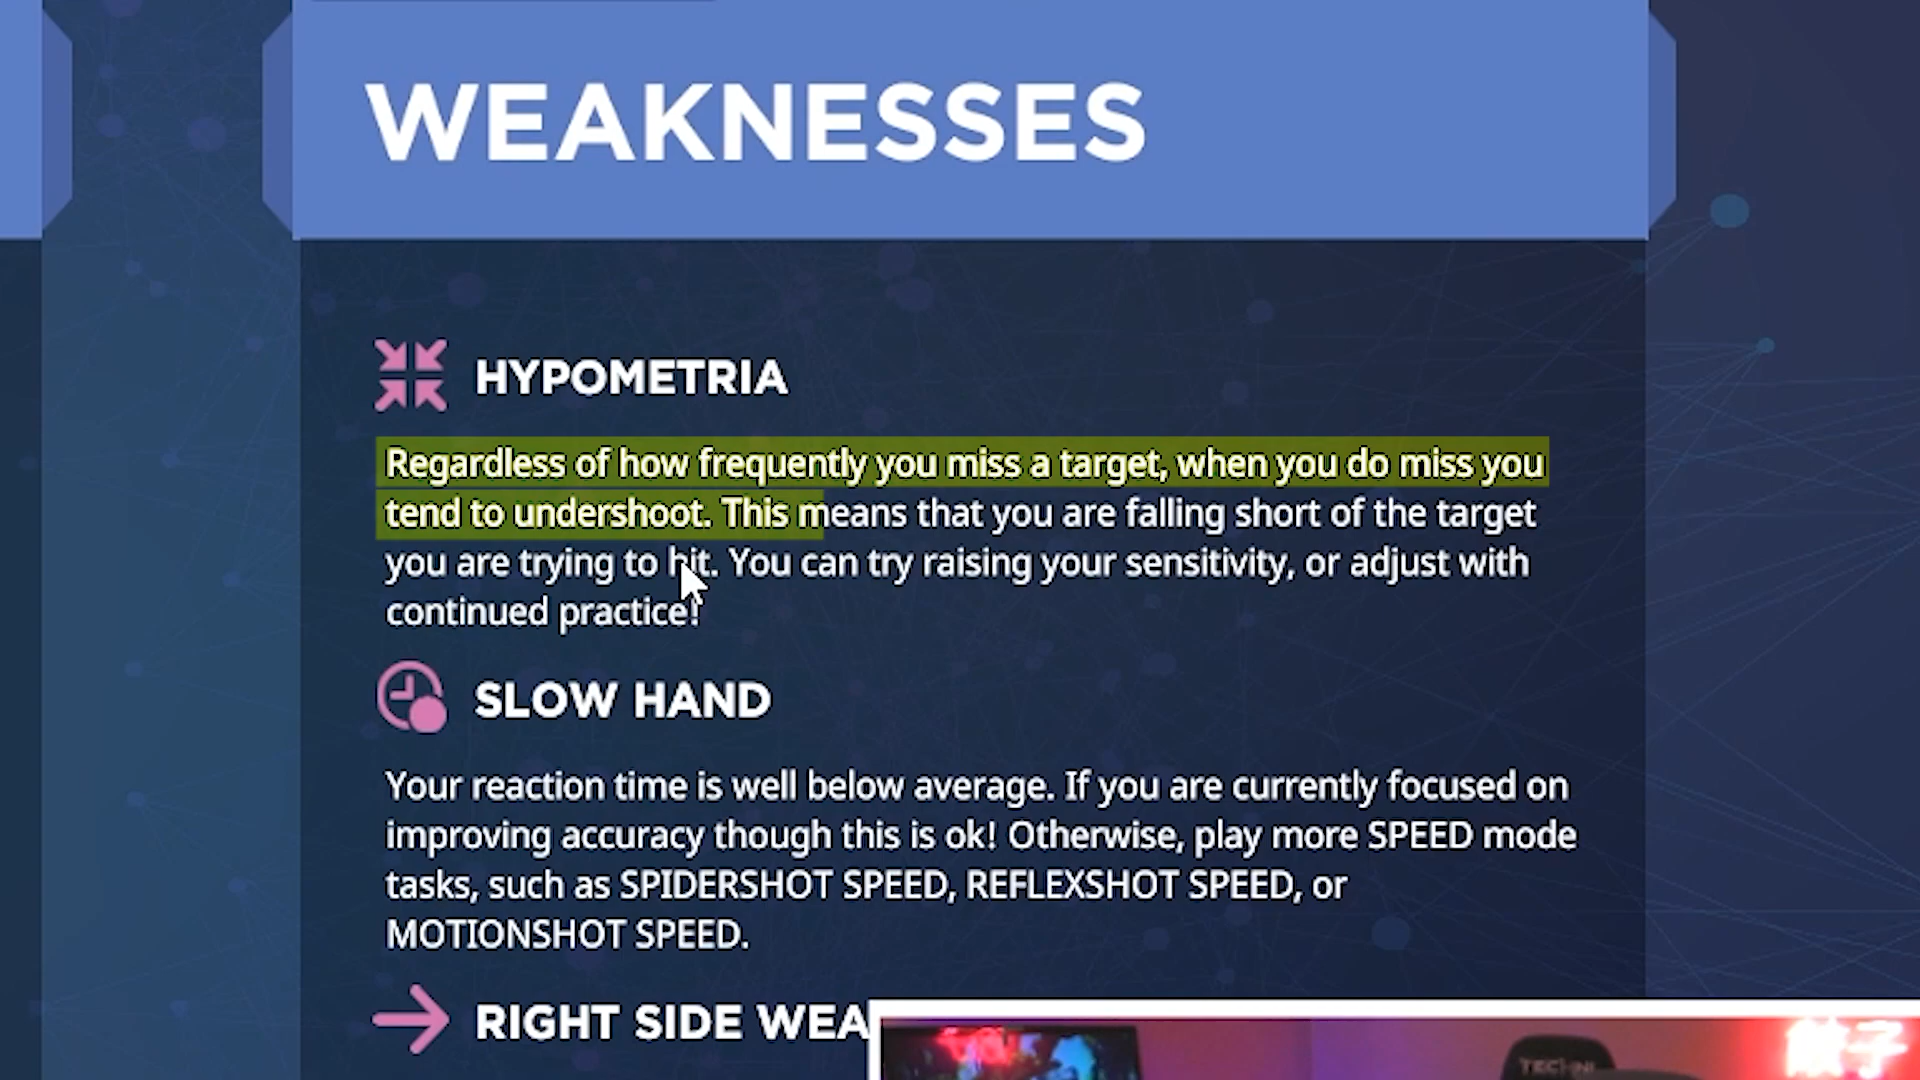 WEAKNESSES
HYPOMETRIA
Regardless of how frequently you miss a target, when you do miss you
tend to undershoot. This means that you are falling short of the target
you are trying to hit. You can try raising your sensitivity, or adjust with
continued practice!
SLOW HAND
Your reaction time is well below average. If you are currently focused on
improving accuracy though this is ok! Otherwise, play more SPEED mode
tasks, such as SPIDERSHOT SPEED, REFLEXSHOT SPEED, or
MOTIONSHOT SPEED.
RIGHT SIDE WEA
TECHNI